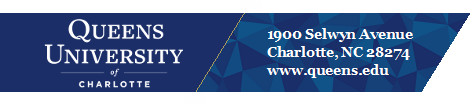 QUEENS
UNIVERSITY
of
CHARLOTTE
1900 Selwyn Avenue
Charlotte, NC 28274
www.queens.edu